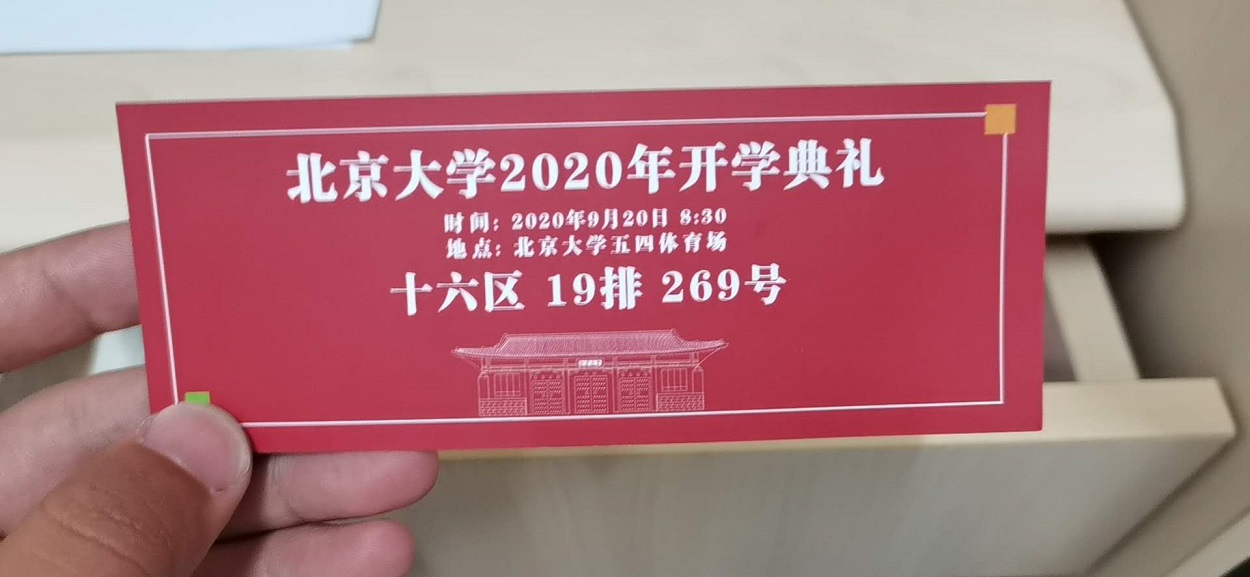 北京大学2020年开学典礼
时间：2020年9月20日 8:30
地点：北京大学五四体育场
十六区 19排 269号